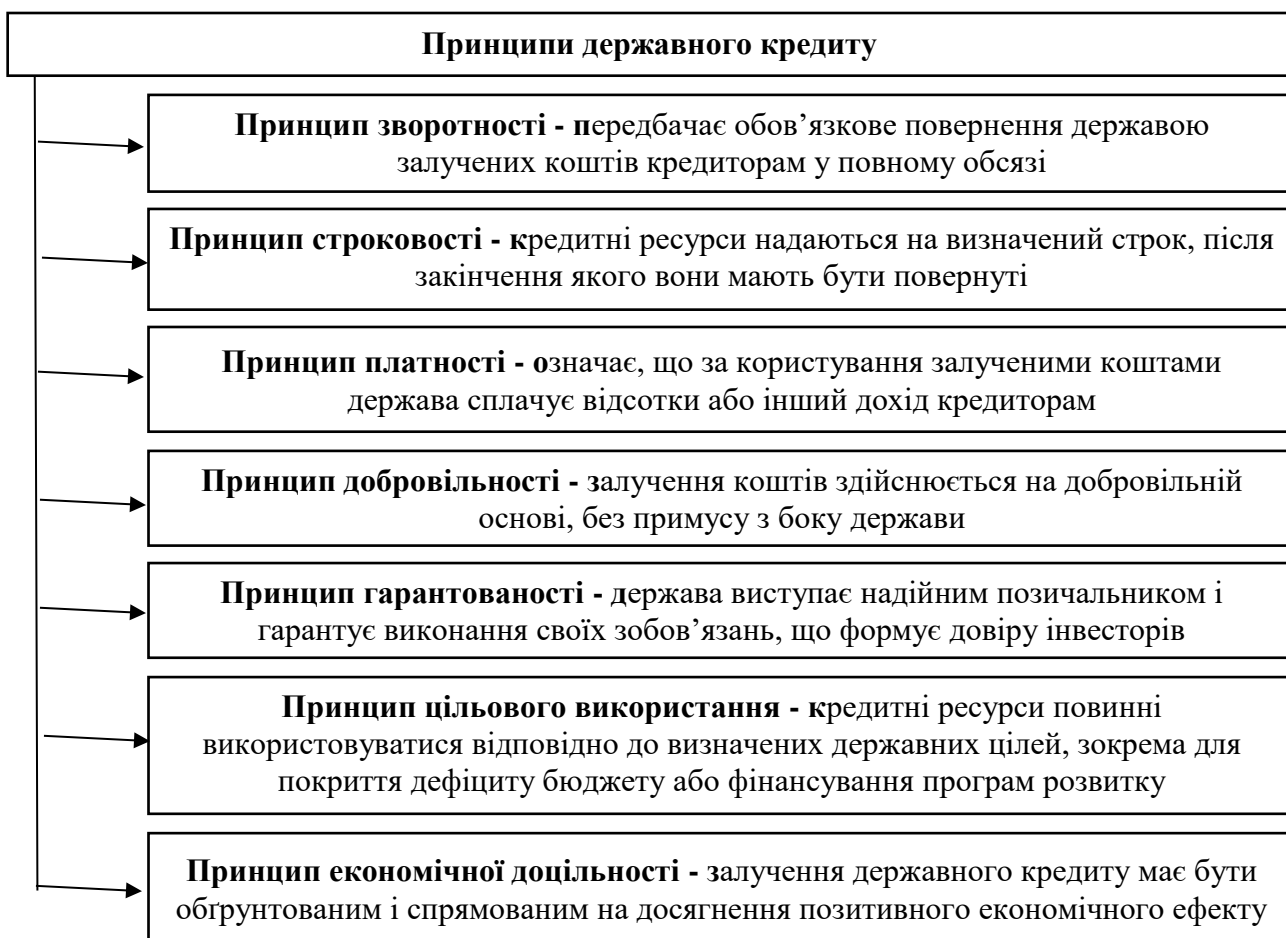 Принципи державного кредиту
Принцип зворотності - передбачає обов’язкове повернення державою
залучених коштів кредиторам у повному обсязі
Принцип строковості - кредитні ресурси надаються на визначений строк, після
закінчення якого вони мають бути повернуті
Принцип платності - означає, що за користування залученими коштами
держава сплачує відсотки або інший дохід кредиторам
Принцип добровільності - залучення коштів здійснюється на добровільній
основі, без примусу з боку держави
Принцип гарантованості - держава виступає надійним позичальником і
гарантує виконання своїх зобов’язань, що формує довіру інвесторів
Принцип цільового використання - кредитні ресурси повинні
використовуватися відповідно до визначених державних цілей, зокрема для
покриття дефіциту бюджету або фінансування програм розвитку
Принцип економічної доцільності - залучення державного кредиту має бути
обґрунтованим і спрямованим на досягнення позитивного економічного ефекту